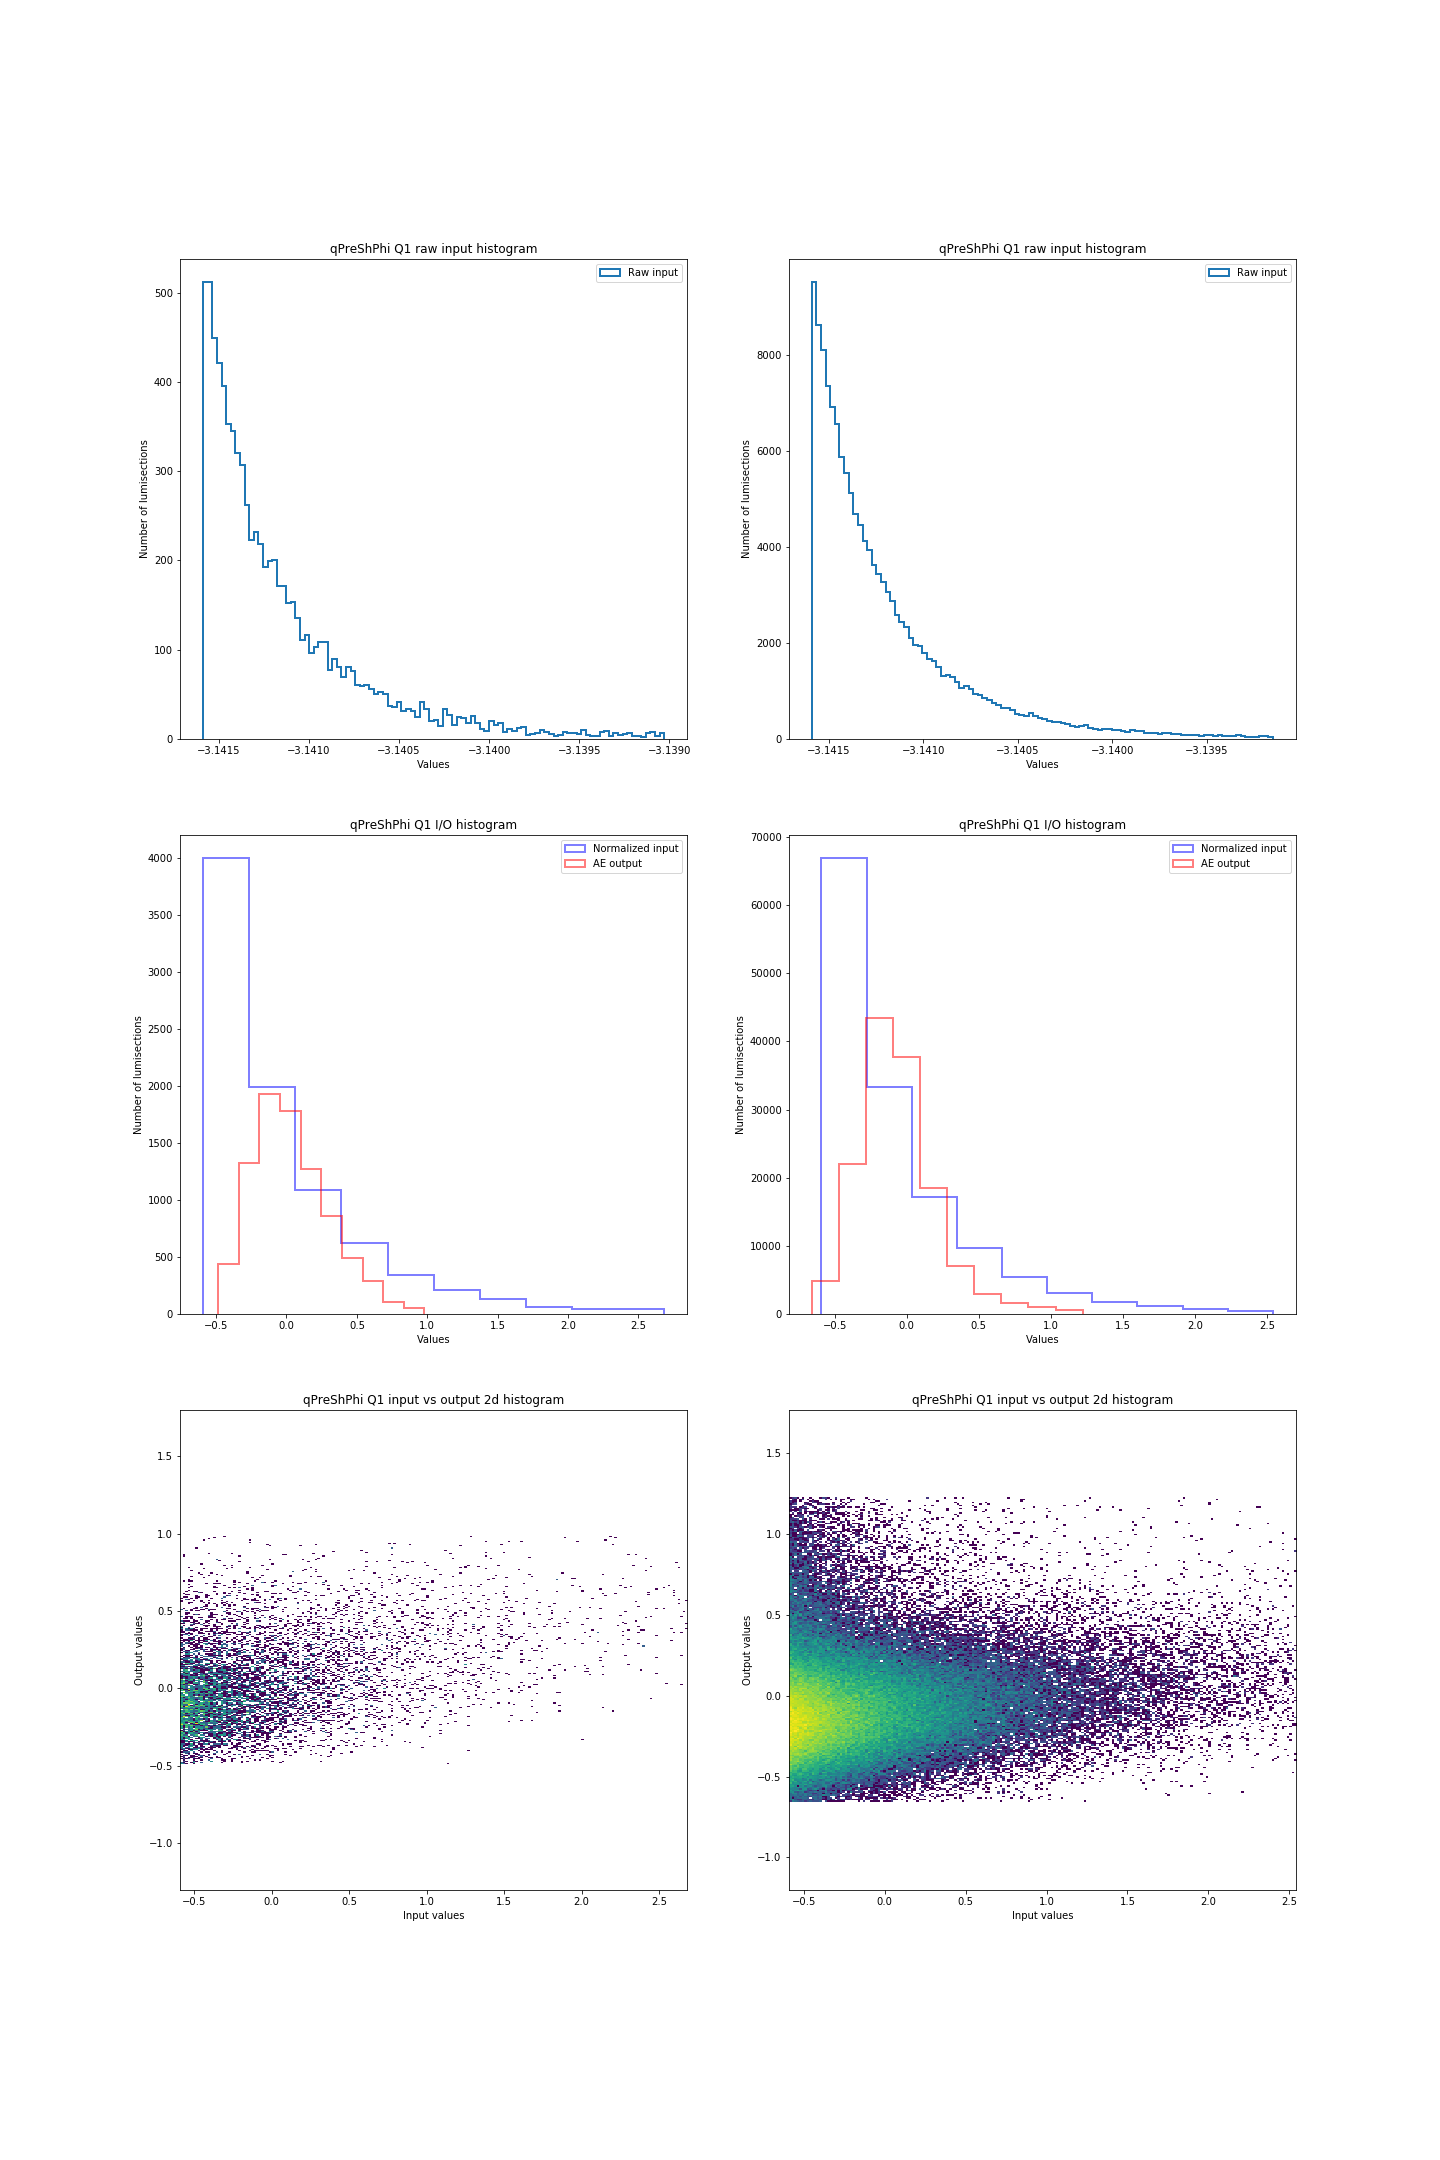 qPreShPhi Q1 raw input histogram
Raw input
Number of lumisections
500
400
300
200
100
0
−3.1415 −3.1410 −3.1405 −3.1400 −3.1395 −3.1390
Values
qPreShPhi Q1 raw input histogram
Raw input
Number of lumisections
8000
6000
4000
2000
0
−3.1415 −3.1410 −3.1405 −3.1400 −3.1395
Values
qPreShPhi Q1 I/O histogram
Normalized input
AE output
Number of lumisections
4000
3500
3000
2500
2000
1500
1000
500
0
−0.5 0.0 0.5 1.0 1.5 2.0 2.5
Values
qPreShPhi Q1 I/O histogram
Normalized input
AE output
Number of lumisections
70000
60000
50000
40000
30000
20000
10000
0
−0.5 0.0 0.5 1.0 1.5 2.0 2.5
Values
qPreShPhi Q1 input vs output 2d histogram
Output values
1.5
1.0
0.5
0.0
−0.5
−1.0
−0.5 0.0 0.5 1.0 1.5 2.0 2.5
Input values
qPreShPhi Q1 input vs output 2d histogram
Output values
1.5
1.0
0.5
0.0
−0.5
−1.0
−0.5 0.0 0.5 1.0 1.5 2.0 2.5
Input values